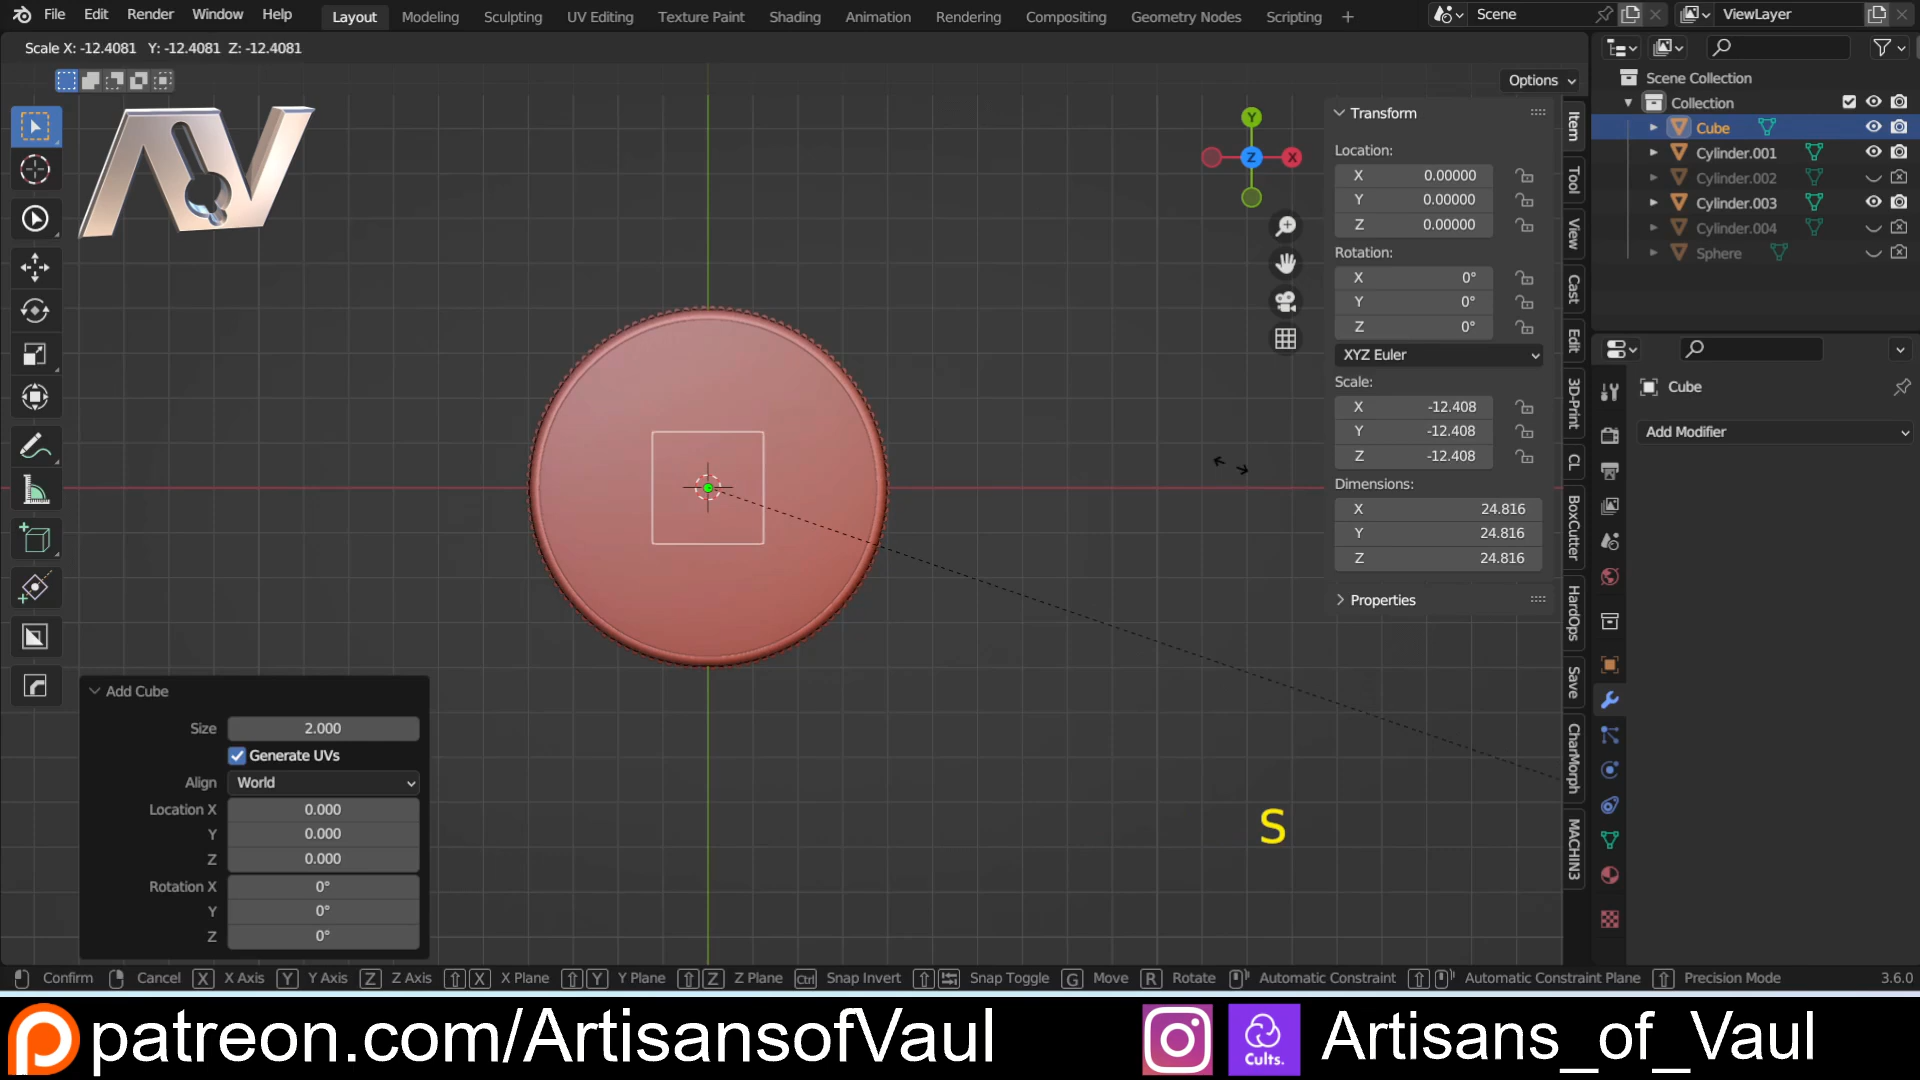 File Edit Render Window Help Layout Modeling Sculpting UV Editing Texture Paint Shading Animation Rendering Compositing Geometry Nodes Scripting + Scene ViewLayer
Scale X: -12.4081 Y: -12.4081 Z: -12.4081
Options
AV
Y
X
Z
Transform
Location:
X 0.00000
Y 0.00000
Z 0.00000
Rotation:
X 0°
Y 0°
Z 0°
XYZ Euler
Scale:
X -12.408
Y -12.408
Z -12.408
Dimensions:
X 24.816
Y 24.816
Z 24.816
Properties
Item
Tool
View
Cast
Edit
3D-Print
CL
BoxCutter
HardOps
Save
CharMorph
MACHIN3
Scene Collection
Collection
Cube
Cylinder.001
Cylinder.002
Cylinder.003
Cylinder.004
Sphere
Cube
Add Modifier
Add Cube
Size 2.000
Generate UVs
Align World
Location X 0.000
Y 0.000
Z 0.000
Rotation X 0°
Y 0°
Z 0°
S
Confirm Cancel X X Axis Y Y Axis Z Z Axis X X Plane Y Y Plane Z Z Plane Ctrl Snap Invert Snap Toggle G Move R Rotate Automatic Constraint Automatic Constraint Plane Precision Mode 3.6.0
patreon.com/ArtisansofVaul Cults. Artisans_of_Vaul